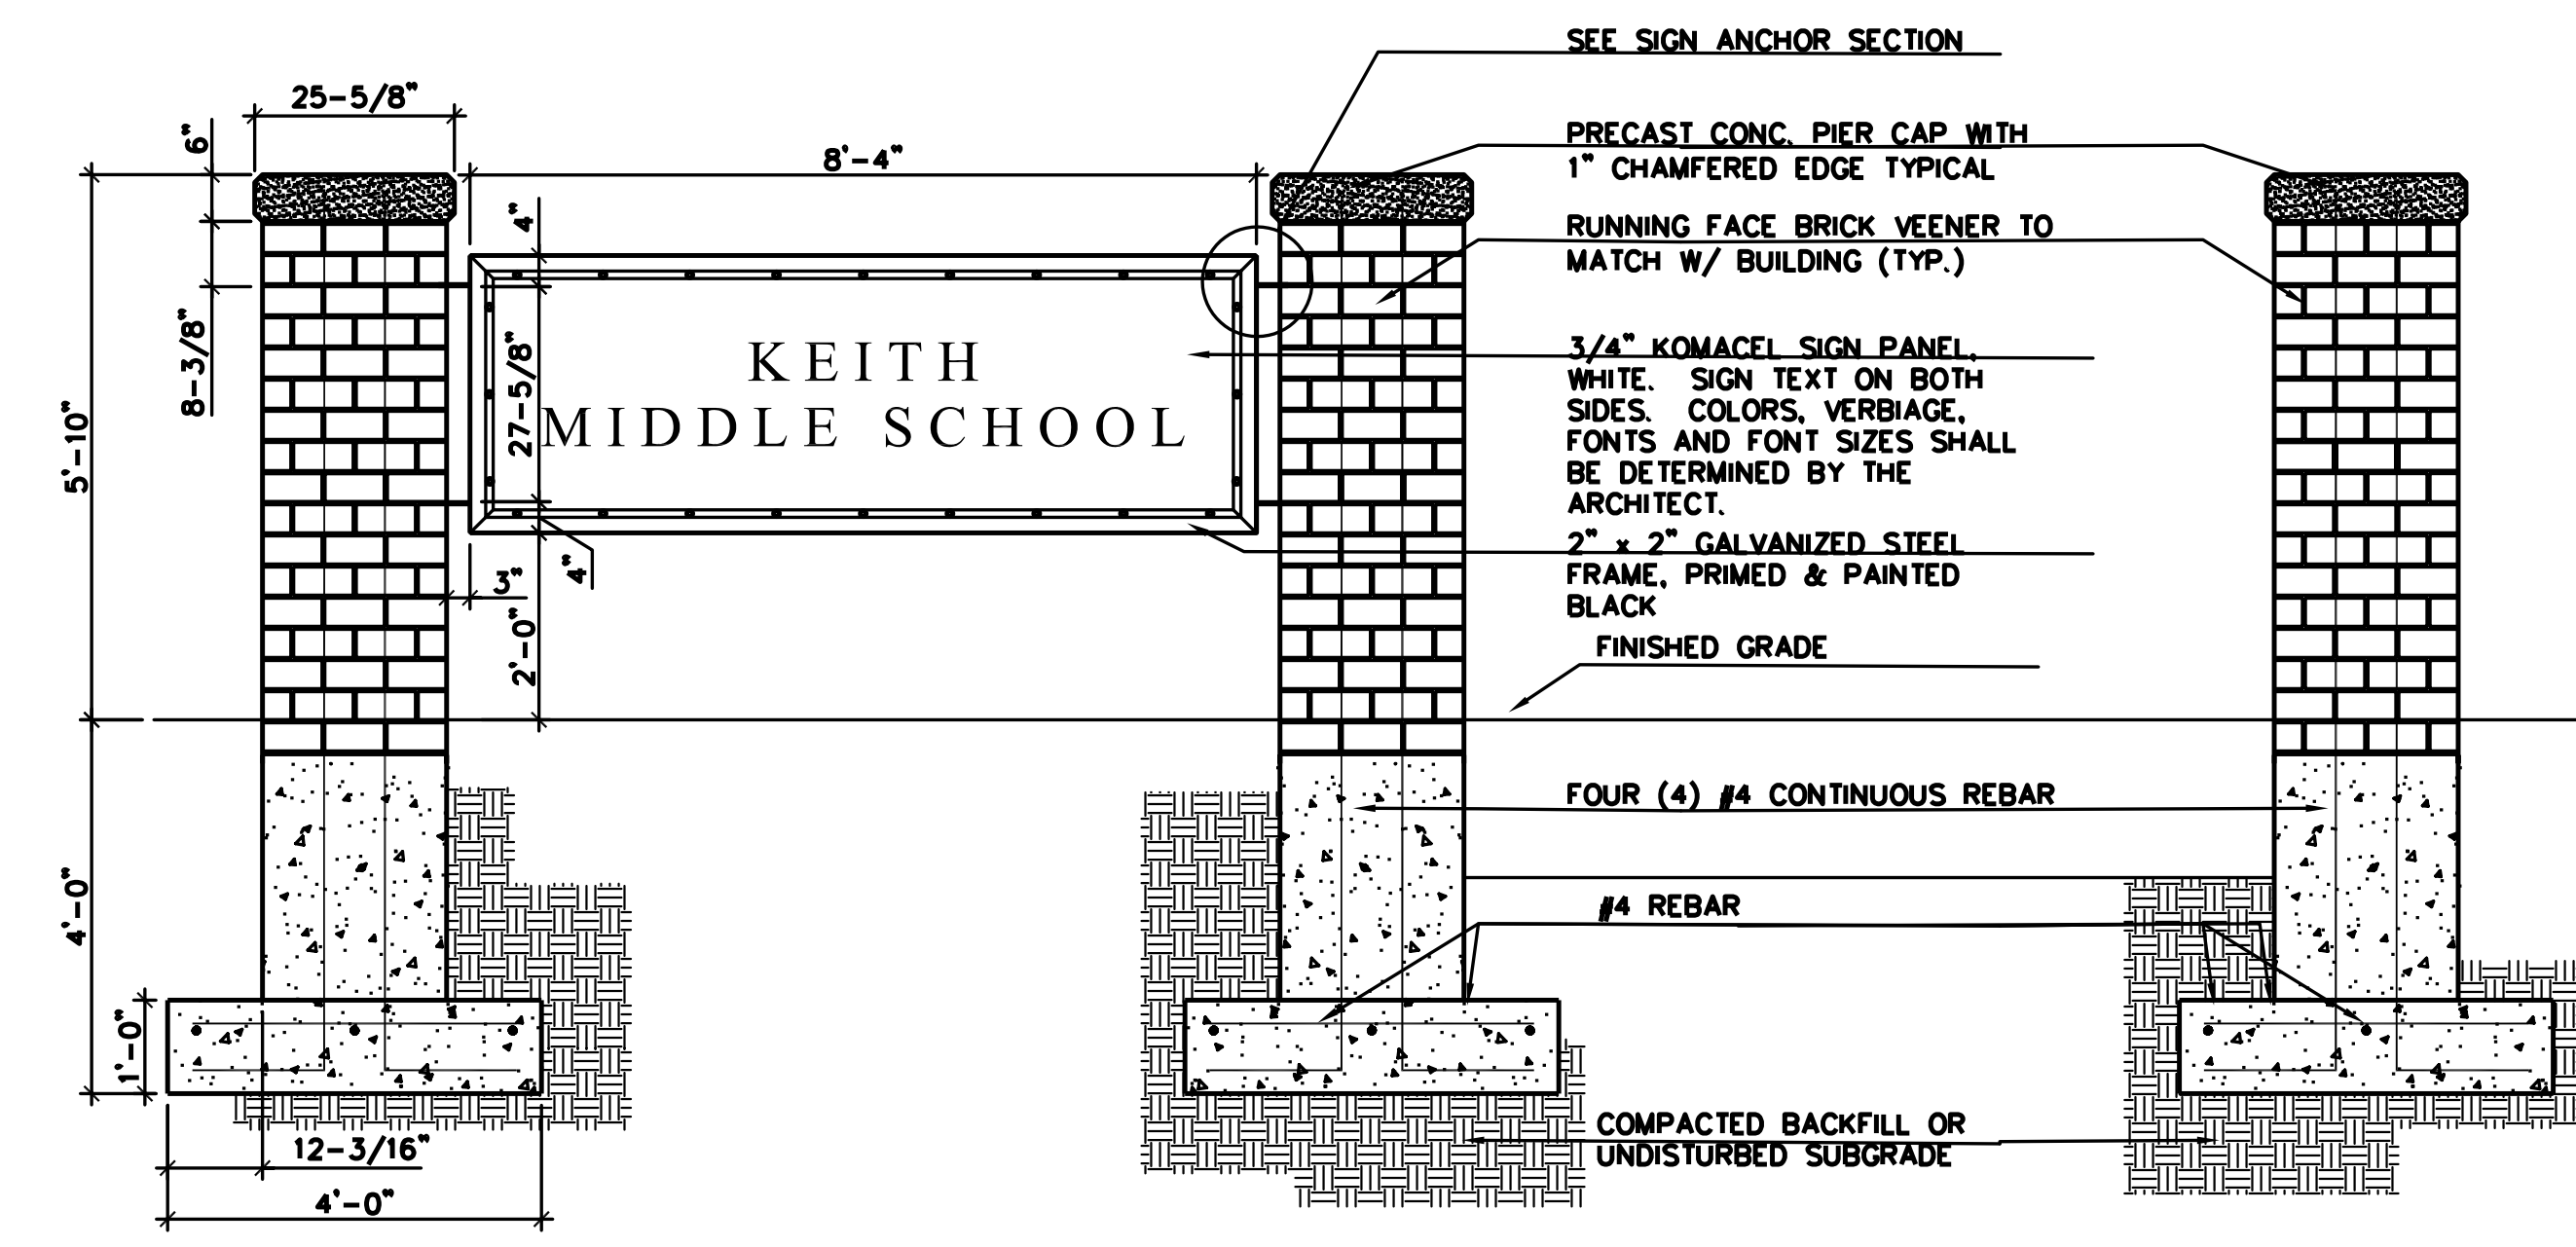 SEE SIGN ANCHOR SECTION
25-5/8"
6"
8'-4"
PRECAST CONC. PIER CAP WITH
1" CHAMFERED EDGE TYPICAL
4"
RUNNING FACE BRICK VEENER TO
MATCH W/ BUILDING (TYP.)
8-3/8"
27-5/8"
KEITH
MIDDLE SCHOOL
3/4" KOMACEL SIGN PANEL,
WHITE. SIGN TEXT ON BOTH
SIDES. COLORS, VERBIAGE,
FONTS AND FONT SIZES SHALL
BE DETERMINED BY THE
ARCHITECT.
5'-10"
2" x 2" GALVANIZED STEEL
FRAME, PRIMED & PAINTED
BLACK
3"
4"
2'-0"
FINISHED GRADE
FOUR (4) #4 CONTINUOUS REBAR
4'-0"
#4 REBAR
1'-0"
COMPACTED BACKFILL OR
UNDISTURBED SUBGRADE
12-3/16"
4'-0"